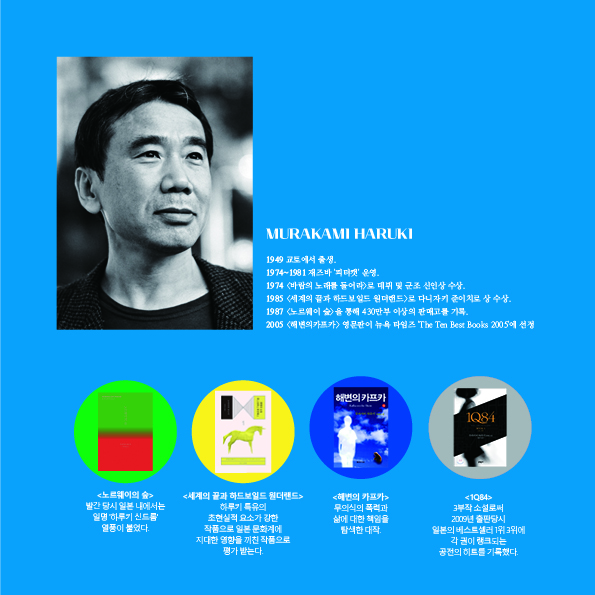 MURAKAMI HARUKI
1949 교토에서 출생.
1974~1981 재즈바 '피터캣' 운영.
1974 <바람의 노래를 들어라>로 데뷔 및 군조 신인상 수상.
1985 <세계의 끝과 하드보일드 원더랜드>로 다니자키 준이치로 상 수상.
1987 <노르웨이 숲>을 통해 430만부 이상의 판매고를 기록.
2005 <해변의카프카> 영문판이 뉴욕 타임즈 'The Ten Best Books 2005'에 선정
해변의 카프카
1Q84
<노르웨이의 숲>
발간 당시 일본 내에서는
일명 '하루키 신드롬'
열풍이 불었다.
<세계의 끝과 하드보일드 원더랜드>
하루키 특유의
초현실적 요소가 강한
작품으로 일본 문화계에
지대한 영향을 끼친 작품으로
평가 받는다.
<해변의 카프카>
무의식의 폭력과
삶에 대한 책임을
탐색한 대작.
<1Q84>
3부작 소설로써
2009년 출판당시
일본의 베스트셀러 1위 3위에
각 권이 랭크되는
공전의 히트를 기록했다.